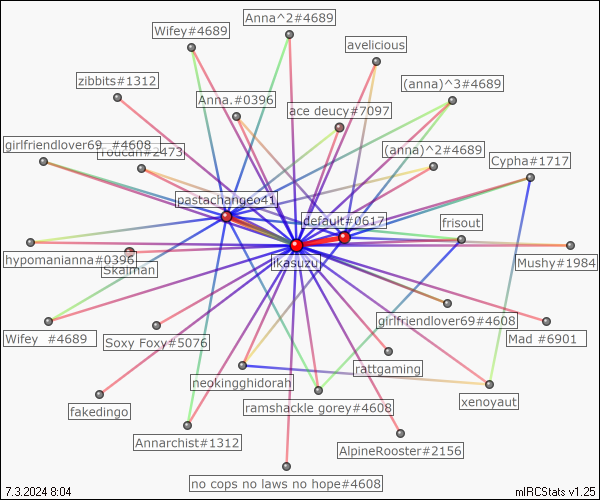 Anna^2#4689
Wifey#4689
avelicious
zibbits#1312
(anna)^3#4689
Anna.#0396
ace deucy#7097
girlfriendlover69_#4608
Toucan#2473
(anna)^2#4689
Cypha#1717
pastachangeo41
default#0617
frisout
hypomanianna#0396
Skaiman
Ikasuzu
Mushy#1984
girlfriendlover69#4608
Wifey_#4689
Soxy Foxy#5076
Mad_#6901
rattgaming
neokingghidorah
fakedingo
ramshackle gorey#4608
xenoyaut
Annarchist#1312
AlpineRooster#2156
no cops no laws no hope#4608
7.3.2024 8:04
mIRCStats v1.25